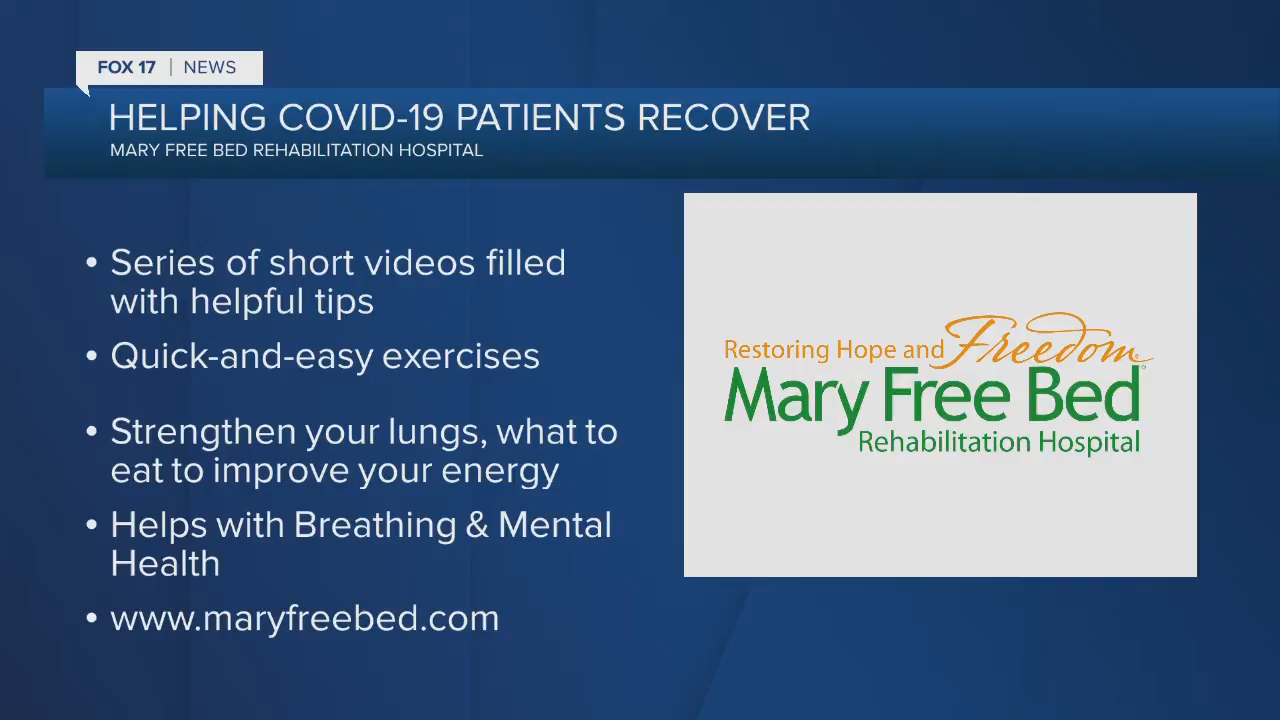 FOX 17 | NEWS
HELPING COVID-19 PATIENTS RECOVER
MARY FREE BED REHABILITATION HOSPITAL
• Series of short videos filled
with helpful tips
• Quick-and-easy exercises
• Strengthen your lungs, what to
eat to improve your energy
• Helps with Breathing & Mental
Health
• www.maryfreebed.com
Restoring Hope and Freedom®
Mary Free Bed
Rehabilitation Hospital